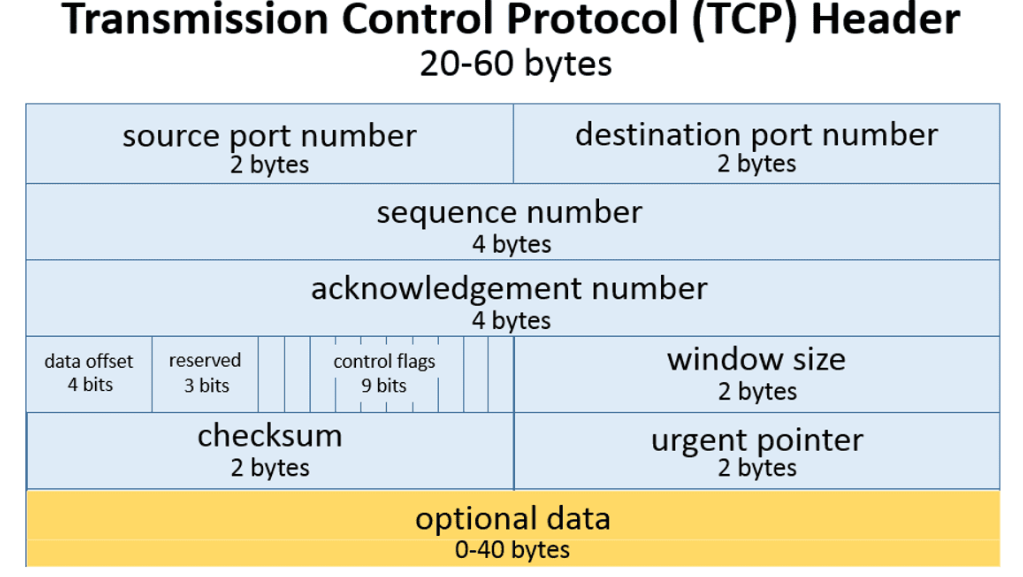 Transmission Control Protocol (TCP) Header
20-60 bytes
source port number
2 bytes
destination port number
2 bytes
sequence number
4 bytes
acknowledgement number
4 bytes
data offset
4 bits
reserved
3 bits
control flags
9 bits
window size
2 bytes
checksum
2 bytes
urgent pointer
2 bytes
optional data
0-40 bytes